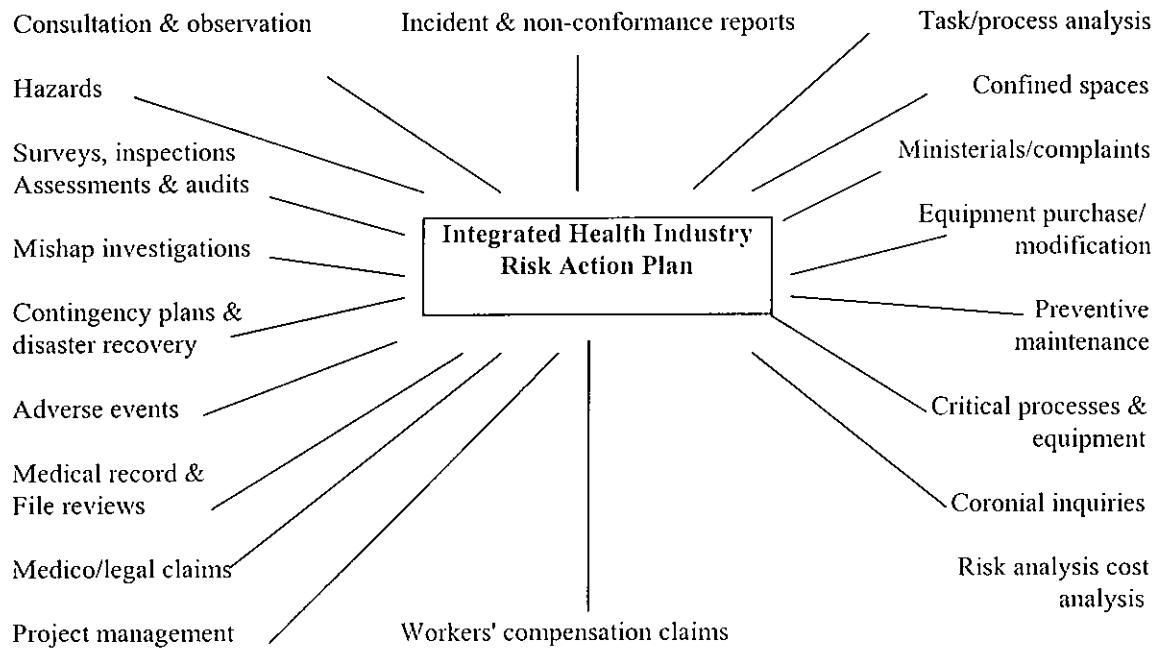 Consultation & observation
Incident & non-conformance reports
Task/process analysis
Hazards
Confined spaces
Surveys, inspections
Assessments & audits
Ministerials/complaints
Mishap investigations
Equipment purchase/
modification
Integrated Health Industry
Risk Action Plan
Contingency plans &
disaster recovery
Preventive
maintenance
Adverse events
Critical processes &
equipment
Medical record &
File reviews
Coronial inquiries
Medico/legal claims
Risk analysis cost
analysis
Project management
Workers' compensation claims